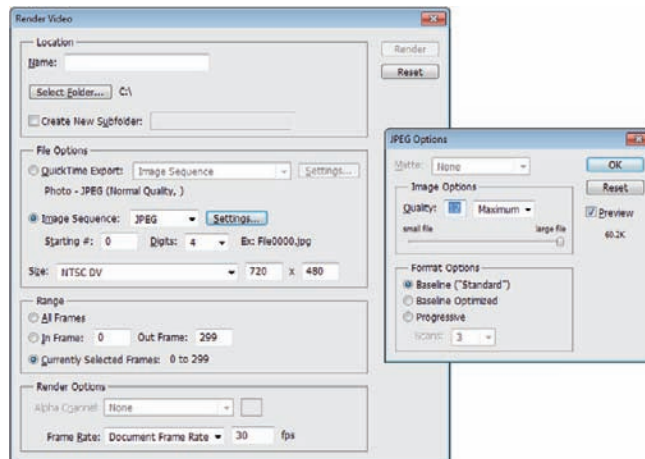 Render Video
Location
Name:
Select Folder... C:\
Create New Subfolder:
Render
Reset
File Options
QuickTime Export: Image Sequence Settings...
Photo - JPEG (Normal Quality, )
Image Sequence: JPEG Settings...
Starting #: 0 Digits: 4 Ex: File0000.jpg
Size: NTSC DV 720 x 480
Range
All Frames
In Frame: 0 Out Frame: 299
Currently Selected Frames: 0 to 299
Render Options
Alpha Channel: None
Frame Rate: Document Frame Rate 30 fps
JPEG Options
Matte: None
OK
Reset
Preview
60.2K
Image Options
Quality: 12 Maximum
small file large file
Format Options
Baseline ("Standard")
Baseline Optimized
Progressive
Scans: 3